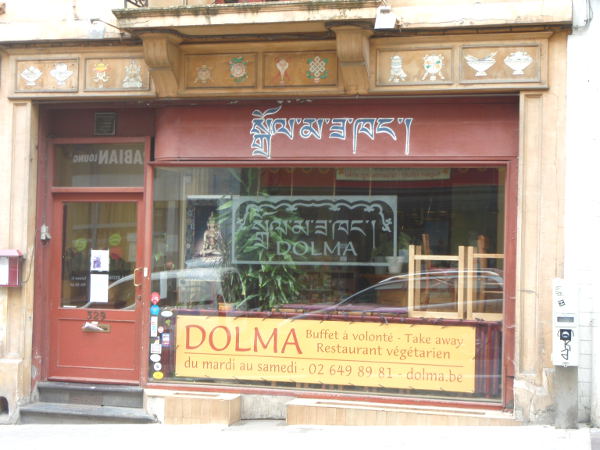 སྒྲོལ་མ་ཟ་ཁང་།
སྒྲོལ་མ་ཟ་ཁང་།
DOLMA
329
DOLMA
Buffet à volonté - Take away
Restaurant végétarien
du mardi au samedi - 02 649 89 81 - dolma.be